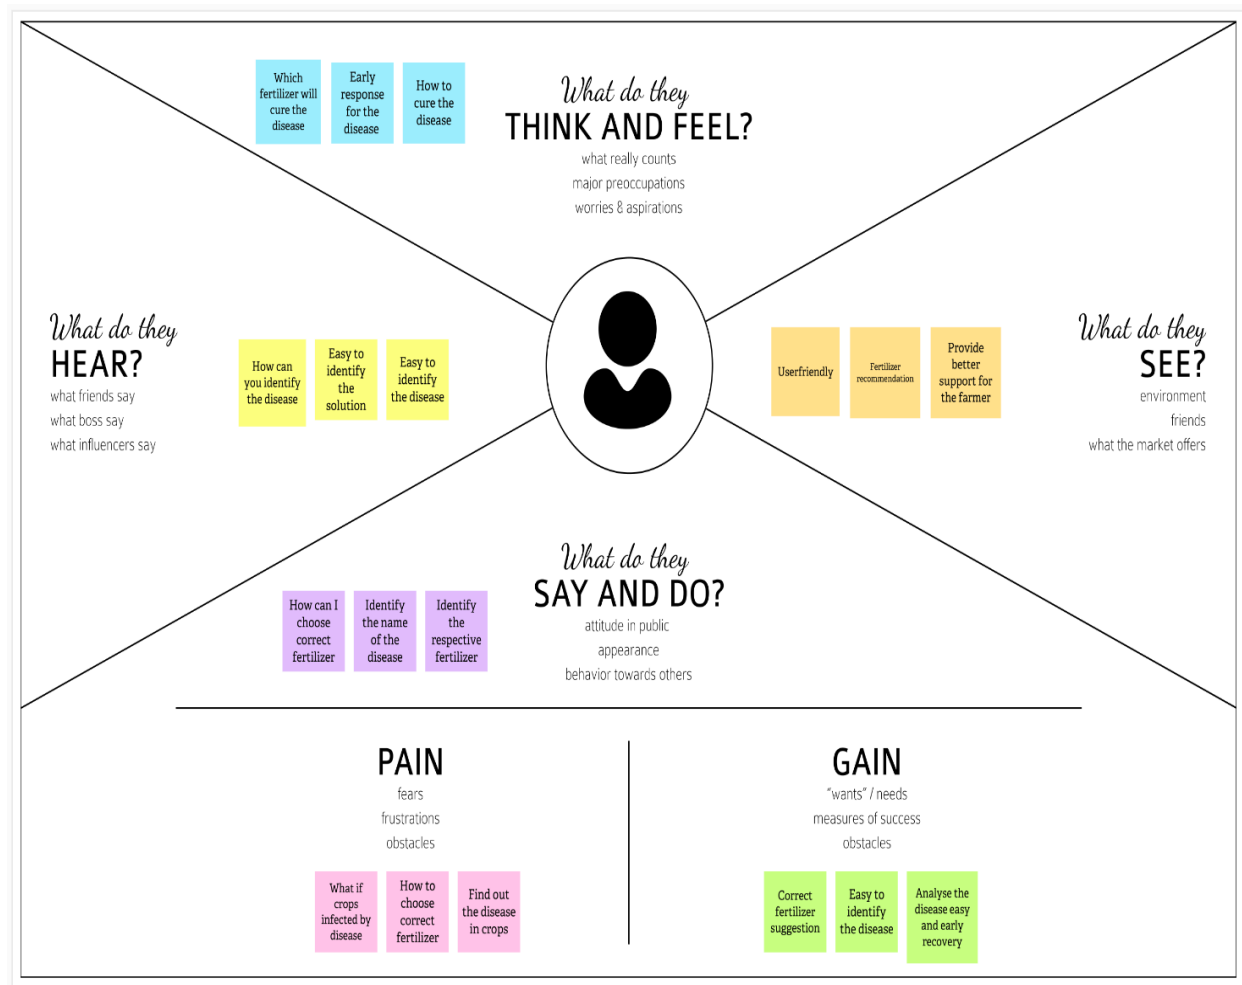 Which
fertilizer will
cure the
disease
Early
response
for the
disease
How to
cure the
disease
What do they
THINK AND FEEL?
what really counts
major preoccupations
worries & aspirations
What do they
HEAR?
what friends say
what boss say
what influencers say
How can
you identify
the disease
Easy to
identify
the
solution
Easy to
identify
the disease
Userfriendly
Fertilizer
recommendation
Provide
better
support for
the farmer
What do they
SEE?
environment
friends
what the market offers
What do they
SAY AND DO?
attitude in public
appearance
behavior towards others
How can I
choose
correct
fertilizer
Identify
the name
of the
disease
Identify
the
respective
fertilizer
PAIN
fears
frustrations
obstacles
What if
crops
infected by
disease
How to
choose
correct
fertilizer
Find out
the disease
in crops
GAIN
“wants” / needs
measures of success
obstacles
Correct
fertilizer
suggestion
Easy to
identify
the disease
Analyse the
disease easy
and early
recovery